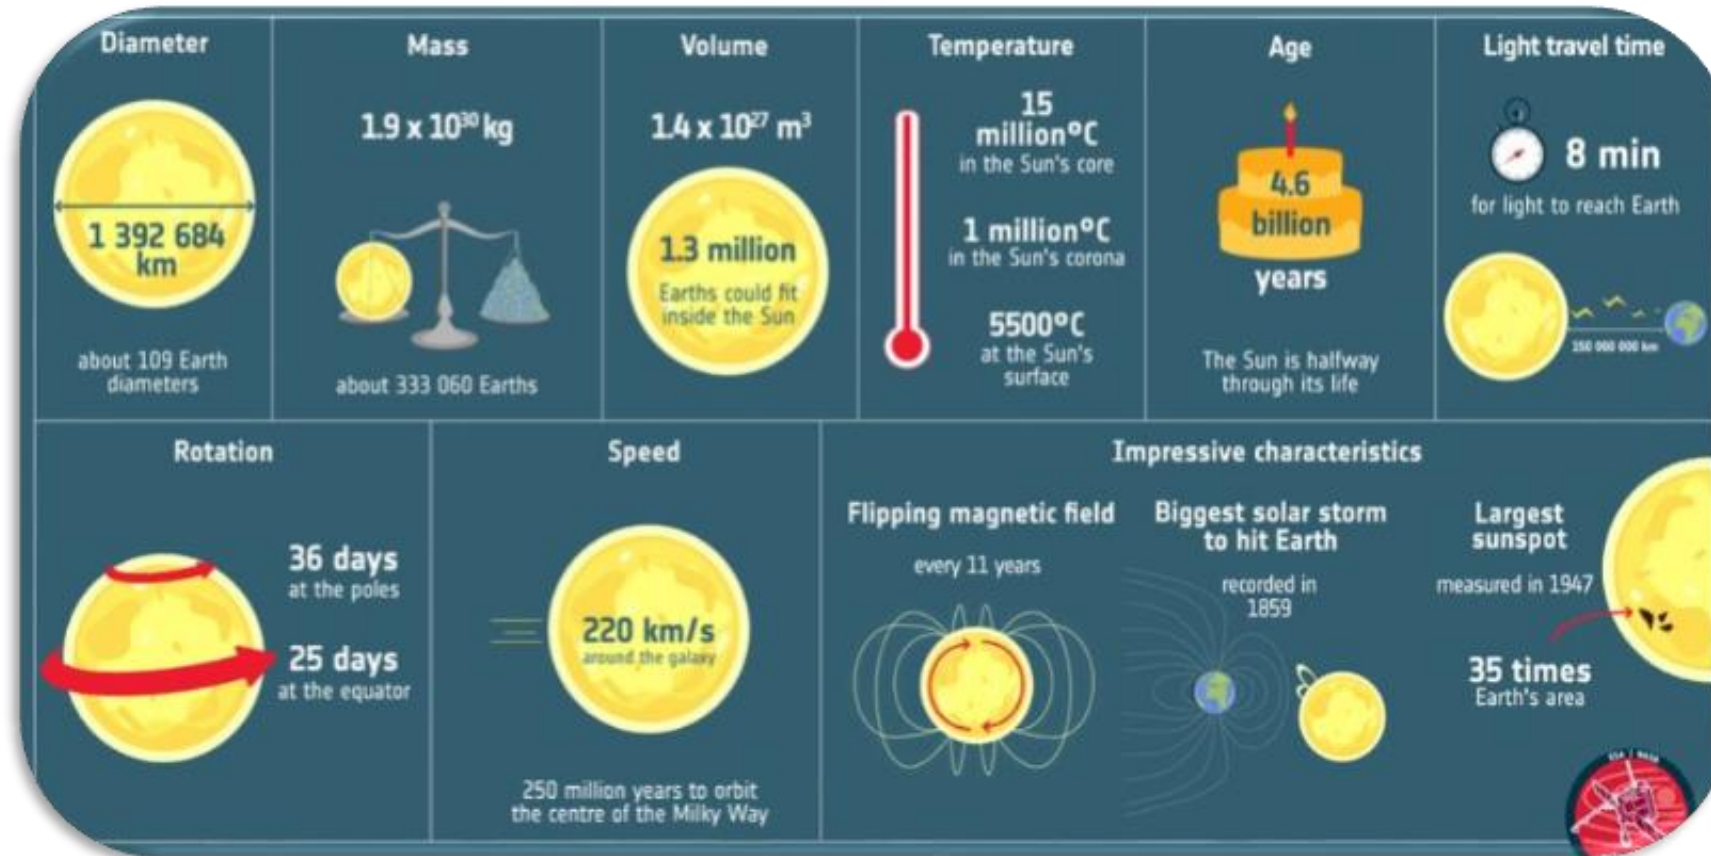 Diameter
1 392 684
km
about 109 Earth
diameters
Mass
1.9 x 10³⁰ kg
about 333 060 Earths
Volume
1.4 x 10²⁷ m³
1.3 million
Earths could fit
inside the Sun
Temperature
15
million°C
in the Sun's core
1 million°C
in the Sun's corona
5500°C
at the Sun's
surface
Age
4.6
billion
years
The Sun is halfway
through its life
Light travel time
8 min
for light to reach Earth
150 000 000 km
Rotation
36 days
at the poles
25 days
at the equator
Speed
220 km/s
around the galaxy
250 million years to orbit
the centre of the Milky Way
Impressive characteristics
Flipping magnetic field
every 11 years
Biggest solar storm
to hit Earth
recorded in
1859
Largest
sunspot
measured in 1947
35 times
Earth's area